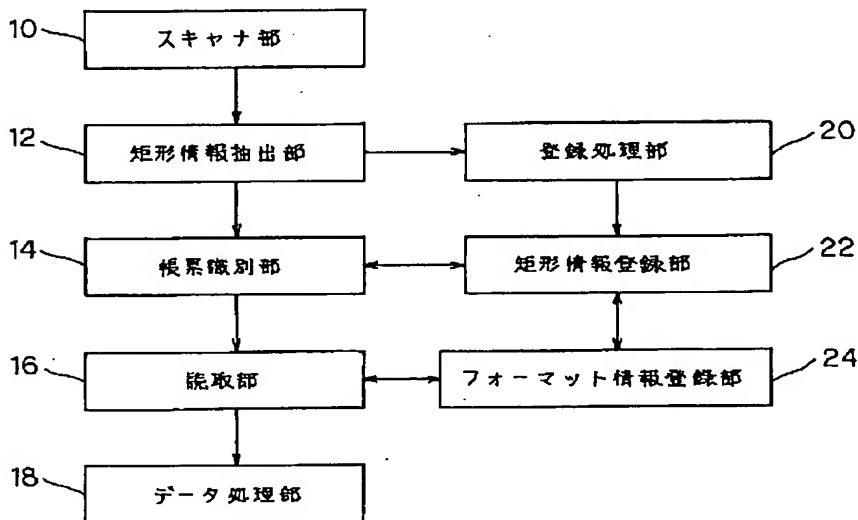 10 スキャナ部
12 矩形情報抽出部 登録処理部 20
14 帳票識別部 矩形情報登録部 22
16 読取部 フォーマット情報登録部 24
18 データ処理部